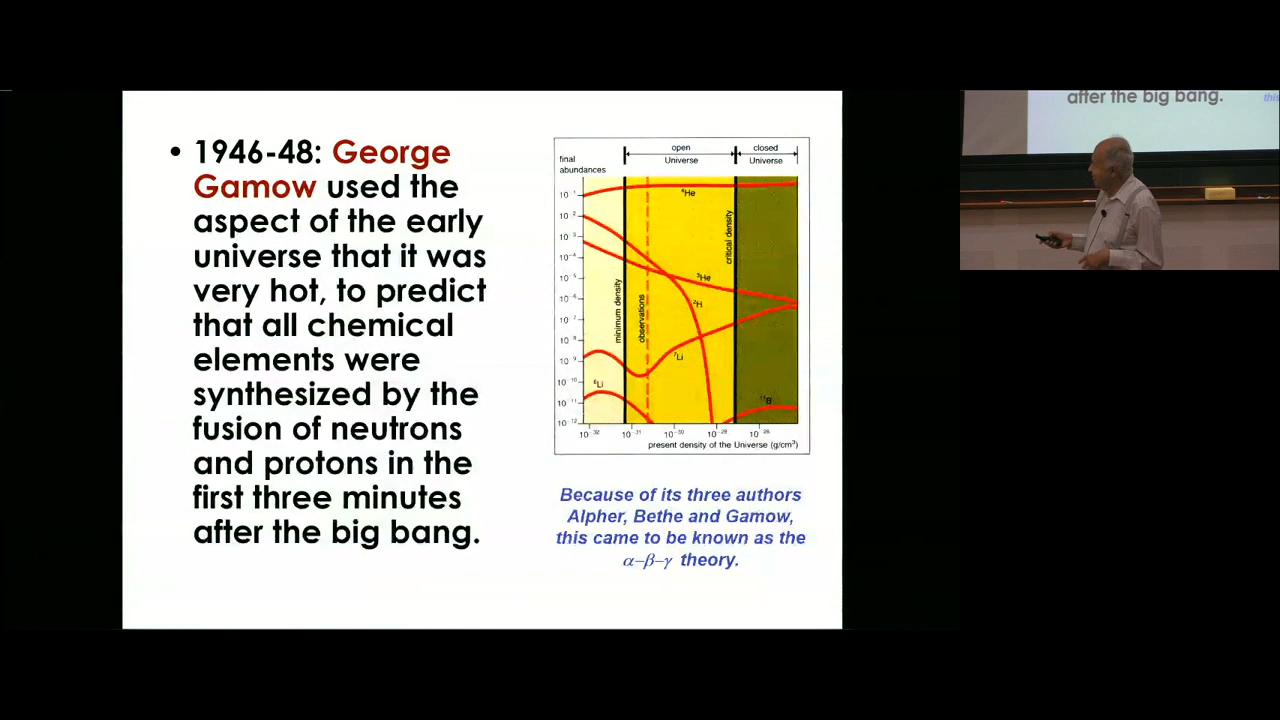 • 1946-48: George
Gamow used the
aspect of the early
universe that it was
very hot, to predict
that all chemical
elements were
synthesized by the
fusion of neutrons
and protons in the
first three minutes
after the big bang.
final
abundances
open
Universe
closed
Universe
10⁻¹
10⁻²
10⁻³
10⁻⁴
10⁻⁵
10⁻⁶
10⁻⁷
10⁻⁸
10⁻⁹
10⁻¹⁰
10⁻¹¹
10⁻¹²
⁴He
³He
²H
⁷Li
⁶Li
¹¹B
minimum density
observations
critical density
10⁻³²
10⁻³¹
10⁻³⁰
10⁻²⁹
10⁻²⁸
present density of the Universe (g/cm³)
Because of its three authors
Alpher, Bethe and Gamow,
this came to be known as the
α–β–γ theory.
after the big bang.
this